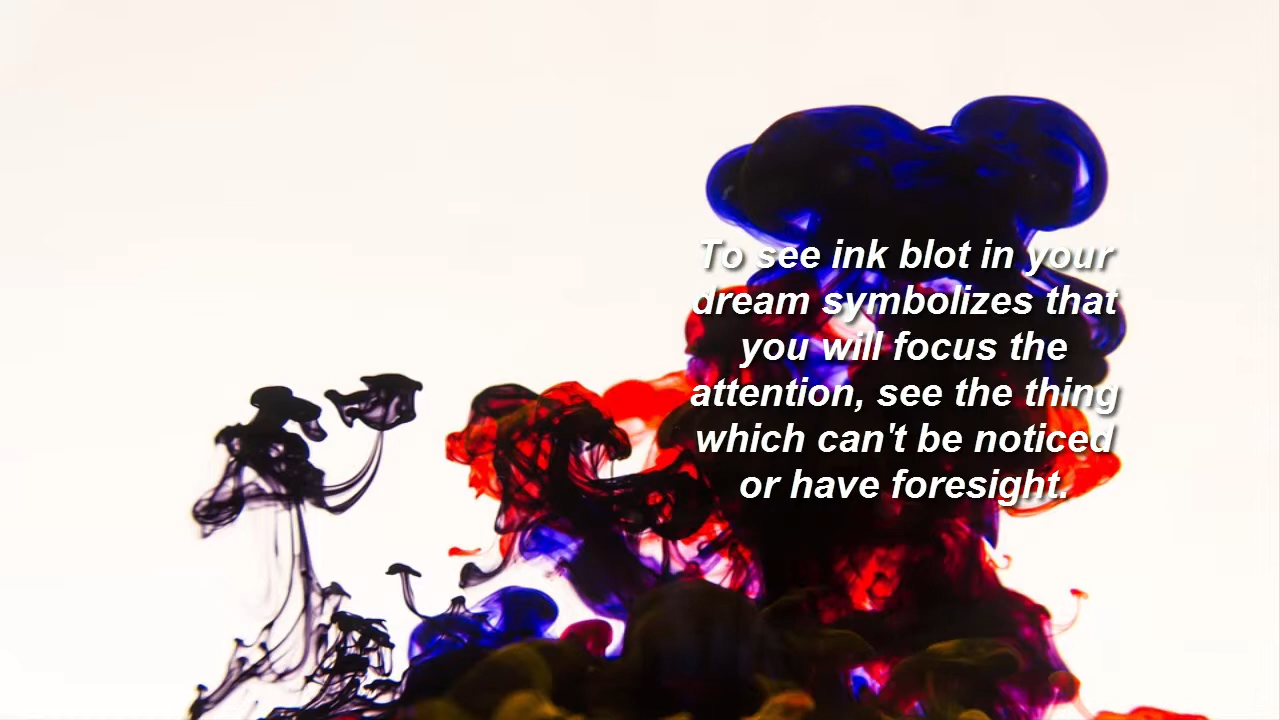 To see ink blot in your
dream symbolizes that
you will focus the
attention, see the thing
which can't be noticed
or have foresight.